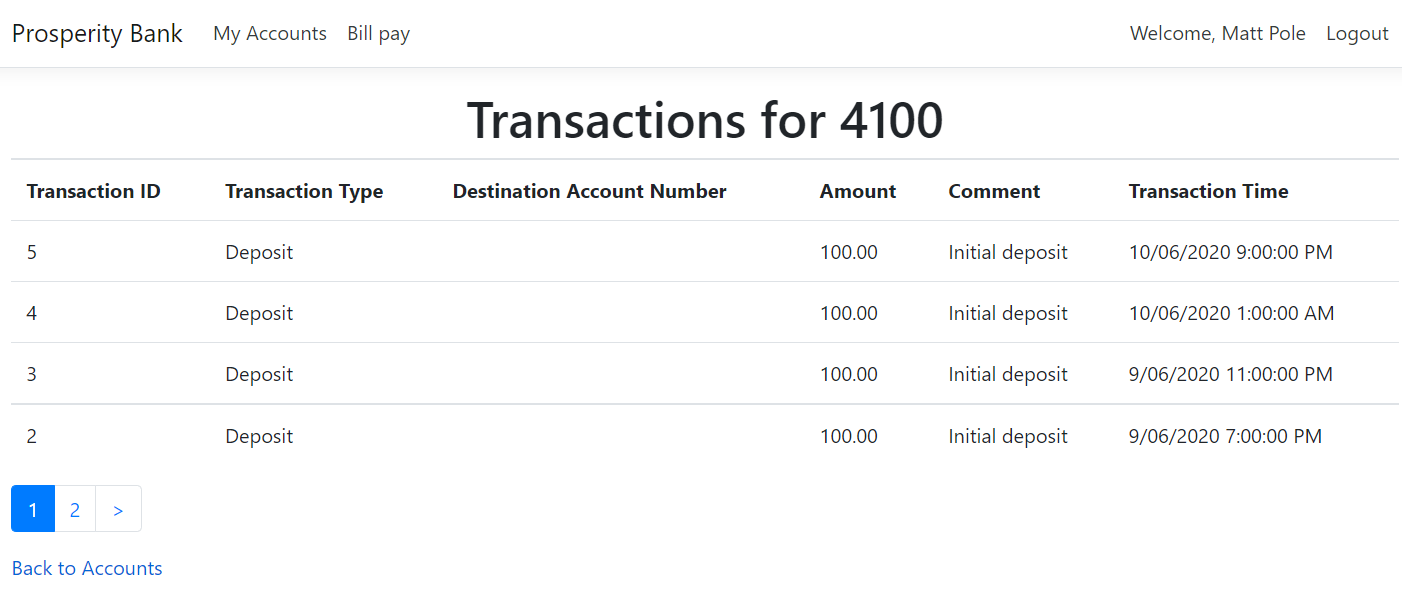 Prosperity Bank My Accounts Bill pay Welcome, Matt Pole Logout
Transactions for 4100
Transaction ID Transaction Type Destination Account Number Amount Comment Transaction Time
5 Deposit 100.00 Initial deposit 10/06/2020 9:00:00 PM
4 Deposit 100.00 Initial deposit 10/06/2020 1:00:00 AM
3 Deposit 100.00 Initial deposit 9/06/2020 11:00:00 PM
2 Deposit 100.00 Initial deposit 9/06/2020 7:00:00 PM
1 2 >
Back to Accounts